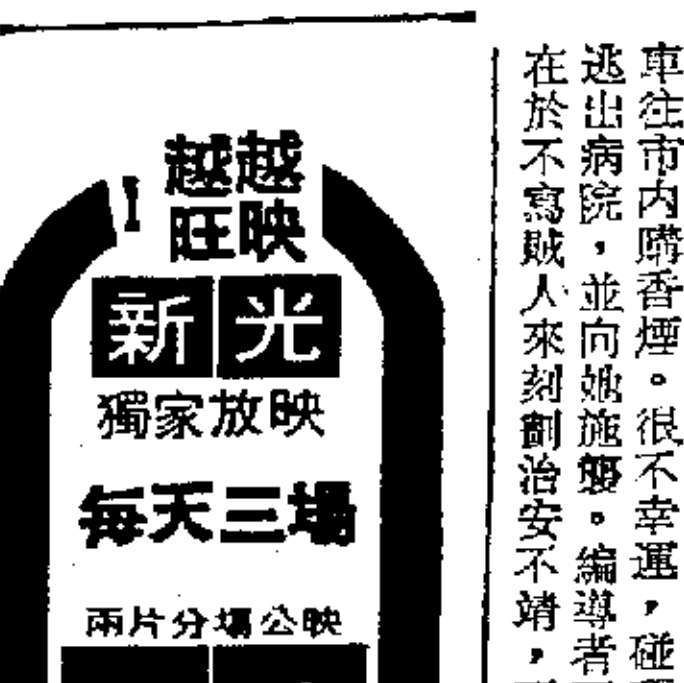 車往市內購香煙。很不幸運，碰
逃出病院，並向她施襲。編導者
在於不寫賊人來刻劃治安不靖，
越映
越旺
！
新光
獨家放映
每天三場
兩片分場公映